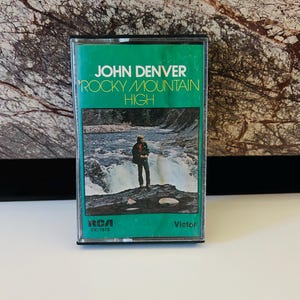 JOHN DENVER
ROCKY MOUNTAIN
HIGH
RCA
Victor